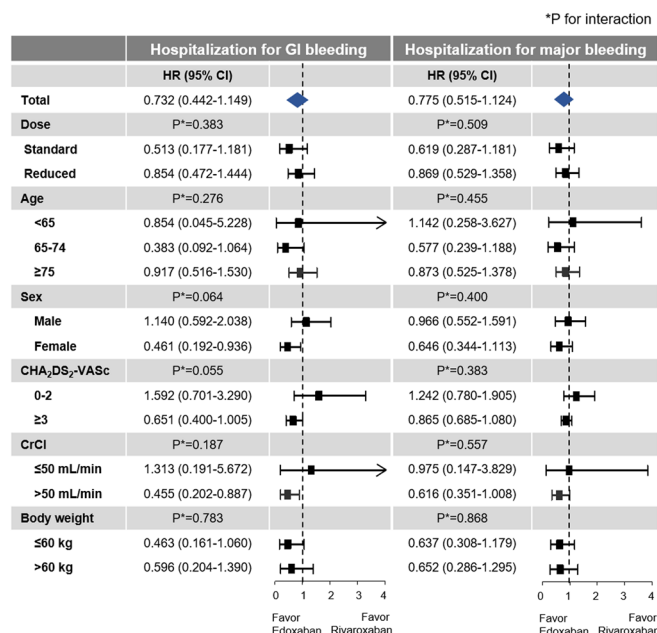 *P for interaction
Hospitalization for GI bleeding Hospitalization for major bleeding
HR (95% CI) HR (95% CI)
Total 0.732 (0.442-1.149) 0.775 (0.515-1.124)
Dose P*=0.383 P*=0.509
Standard 0.513 (0.177-1.181) 0.619 (0.287-1.181)
Reduced 0.854 (0.472-1.444) 0.869 (0.529-1.358)
Age P*=0.276 P*=0.455
<65 0.854 (0.045-5.228) 1.142 (0.258-3.627)
65-74 0.383 (0.092-1.064) 0.577 (0.239-1.188)
≥75 0.917 (0.516-1.530) 0.873 (0.525-1.378)
Sex P*=0.064 P*=0.400
Male 1.140 (0.592-2.038) 0.966 (0.552-1.591)
Female 0.461 (0.192-0.936) 0.646 (0.344-1.113)
CHA₂DS₂-VASc P*=0.055 P*=0.383
0-2 1.592 (0.701-3.290) 1.242 (0.780-1.905)
≥3 0.651 (0.400-1.005) 0.865 (0.685-1.080)
CrCl P*=0.187 P*=0.557
≤50 mL/min 1.313 (0.191-5.672) 0.975 (0.147-3.829)
>50 mL/min 0.455 (0.202-0.887) 0.616 (0.351-1.008)
Body weight P*=0.783 P*=0.868
≤60 kg 0.463 (0.161-1.060) 0.637 (0.308-1.179)
>60 kg 0.596 (0.204-1.390) 0.652 (0.286-1.295)
0 1 2 3 4 0 1 2 3 4
Favor Favor Favor Favor
Edoxaban Rivaroxaban Edoxaban Rivaroxaban